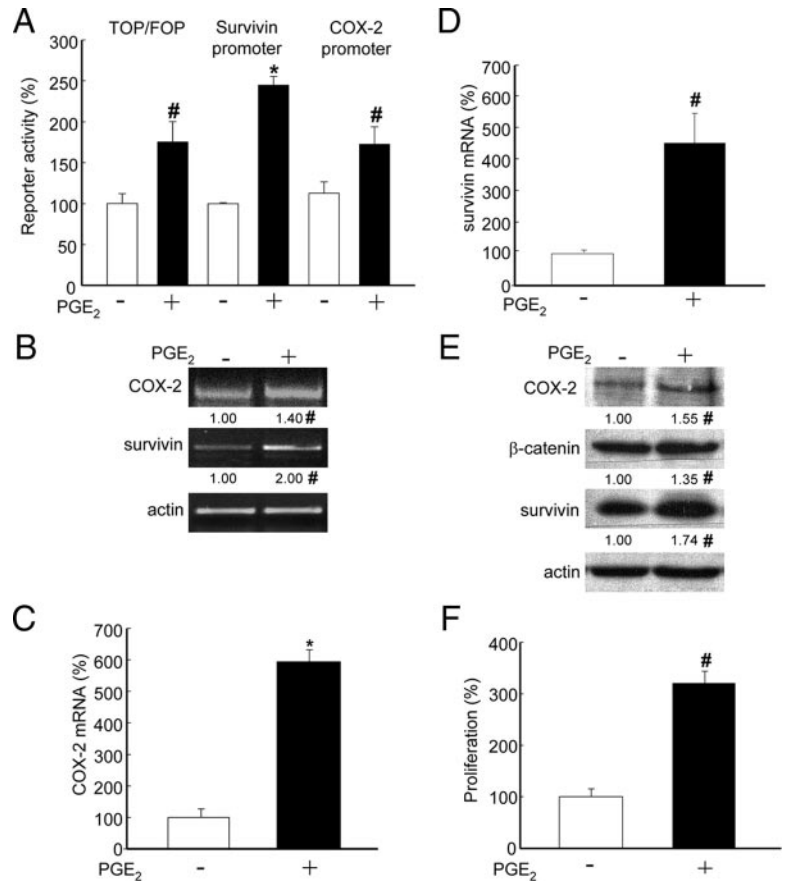 A
TOP/FOP Survivin promoter COX-2 promoter
Reporter activity (%)
300
250
200
150
100
50
0
# * #
PGE2 - + - + - +
B
PGE2 - +
COX-2
1.00 1.40 #
survivin
1.00 2.00 #
actin
C
COX-2 mRNA (%)
700
600
500
400
300
200
100
0
*
PGE2 - +
D
survivin mRNA (%)
700
600
500
400
300
200
100
0
#
PGE2 - +
E
PGE2 - +
COX-2
1.00 1.55 #
β-catenin
1.00 1.35 #
survivin
1.00 1.74 #
actin
F
Proliferation (%)
400
300
200
100
0
#
PGE2 - +